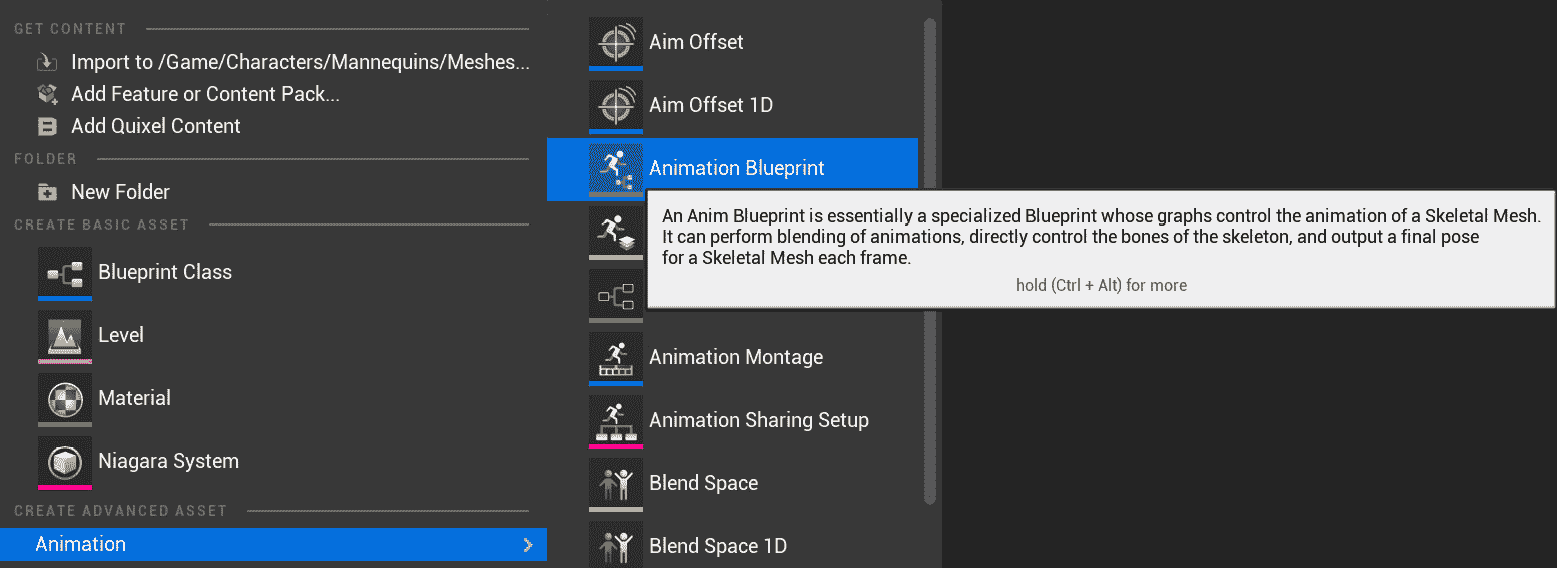 GET CONTENT
Import to /Game/Characters/Mannequins/Meshes...
Add Feature or Content Pack...
Add Quixel Content
FOLDER
New Folder
CREATE BASIC ASSET
Blueprint Class
Level
Material
Niagara System
CREATE ADVANCED ASSET
Animation
Aim Offset
Aim Offset 1D
Animation Blueprint
An Anim Blueprint is essentially a specialized Blueprint whose graphs control the animation of a Skeletal Mesh.
It can perform blending of animations, directly control the bones of the skeleton, and output a final pose
for a Skeletal Mesh each frame.
hold (Ctrl + Alt) for more
Animation Montage
Animation Sharing Setup
Blend Space
Blend Space 1D